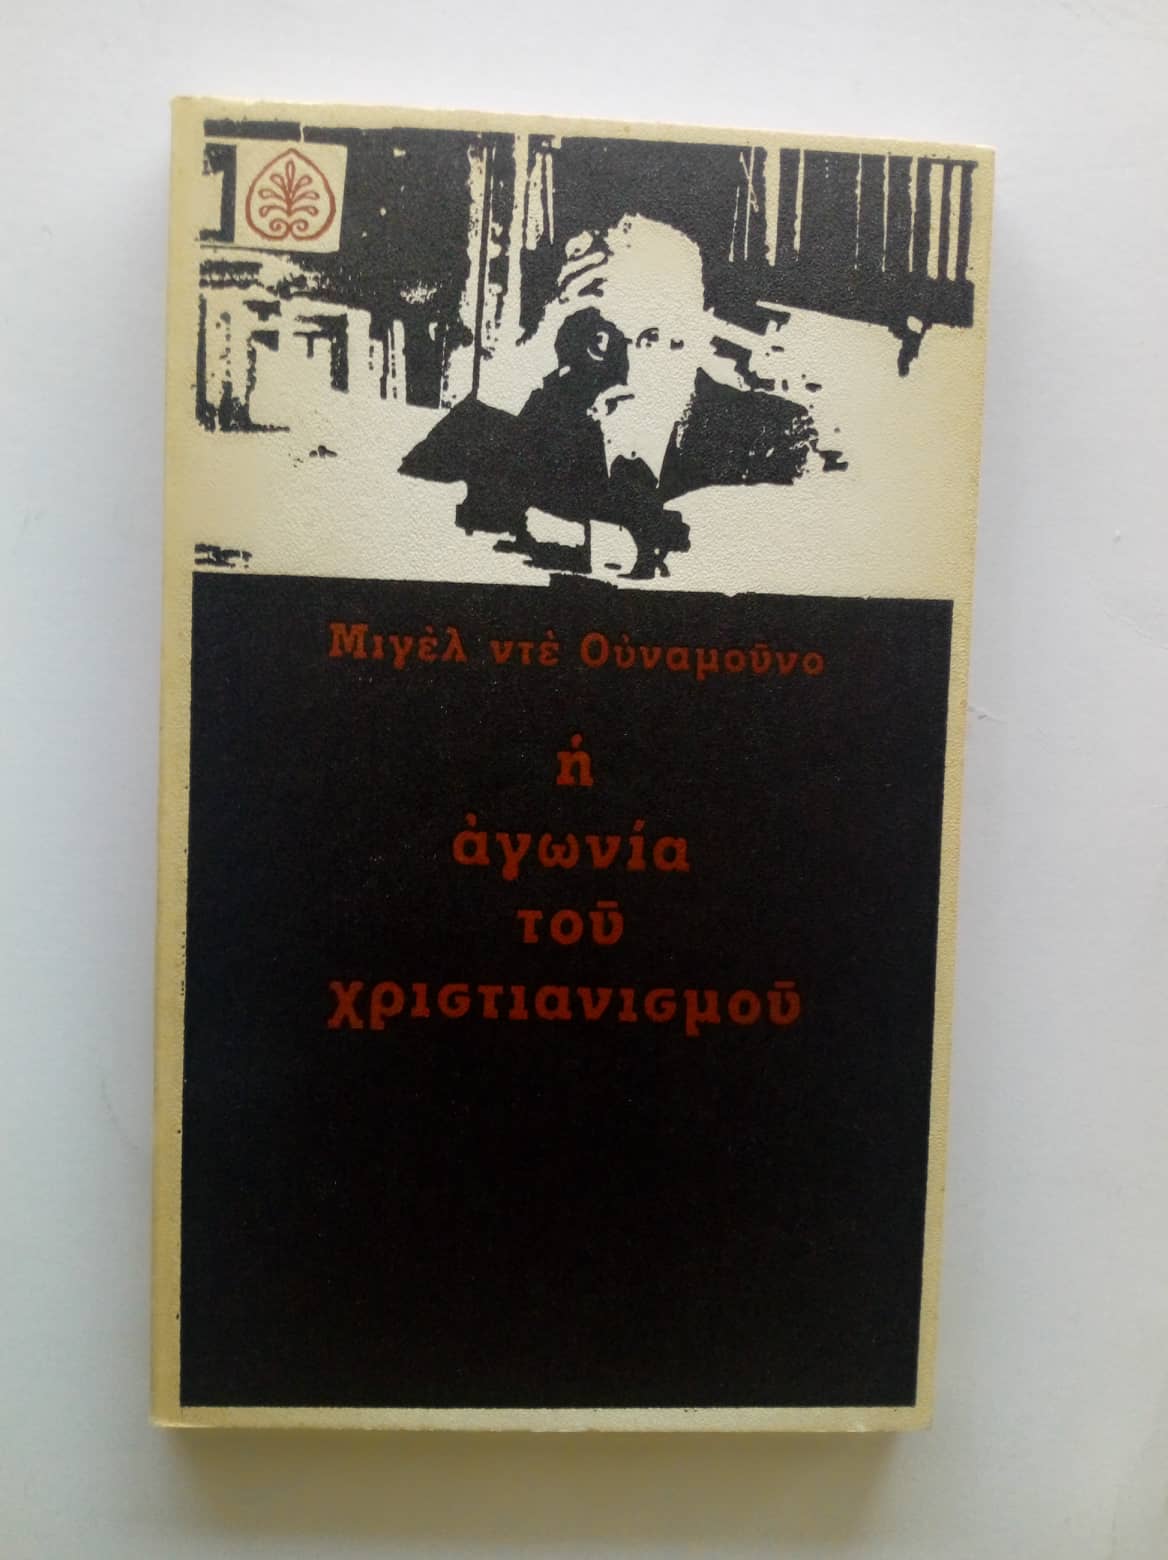 Μιγὲλ ντὲ Οὐναμοῦνο
ἡ
ἀγωνία
τοῦ
χριστιανισμοῦ